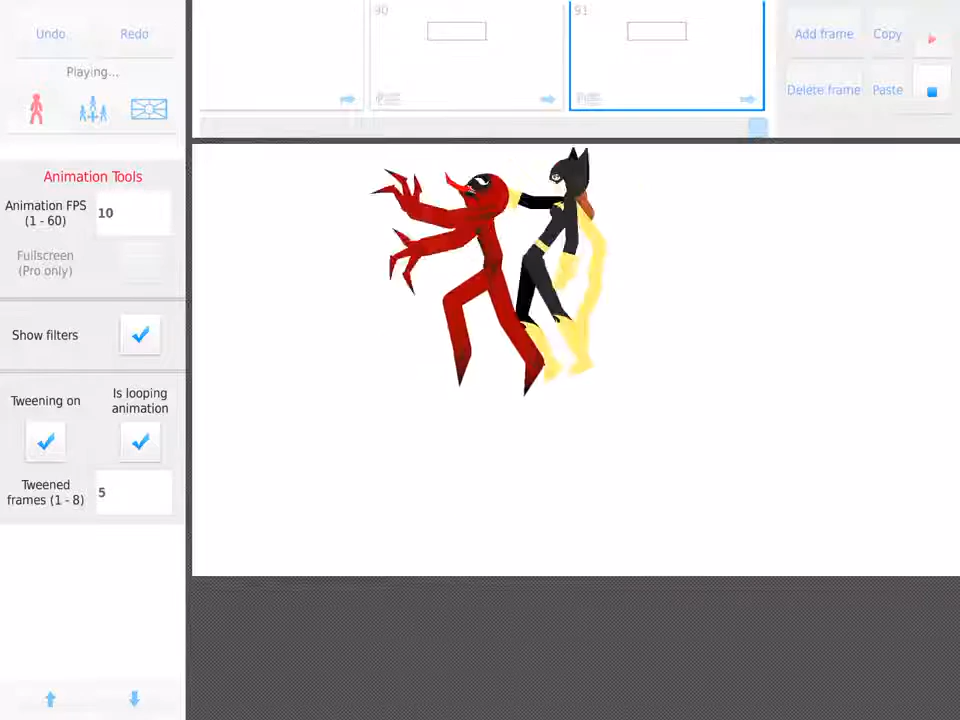 Undo
Redo
Playing...
90
91
Add frame
Copy
Delete frame
Paste
Animation Tools
Animation FPS
(1 - 60)
10
Fullscreen
(Pro only)
Show filters
Tweening on
Is looping
animation
Tweened
frames (1 - 8)
5